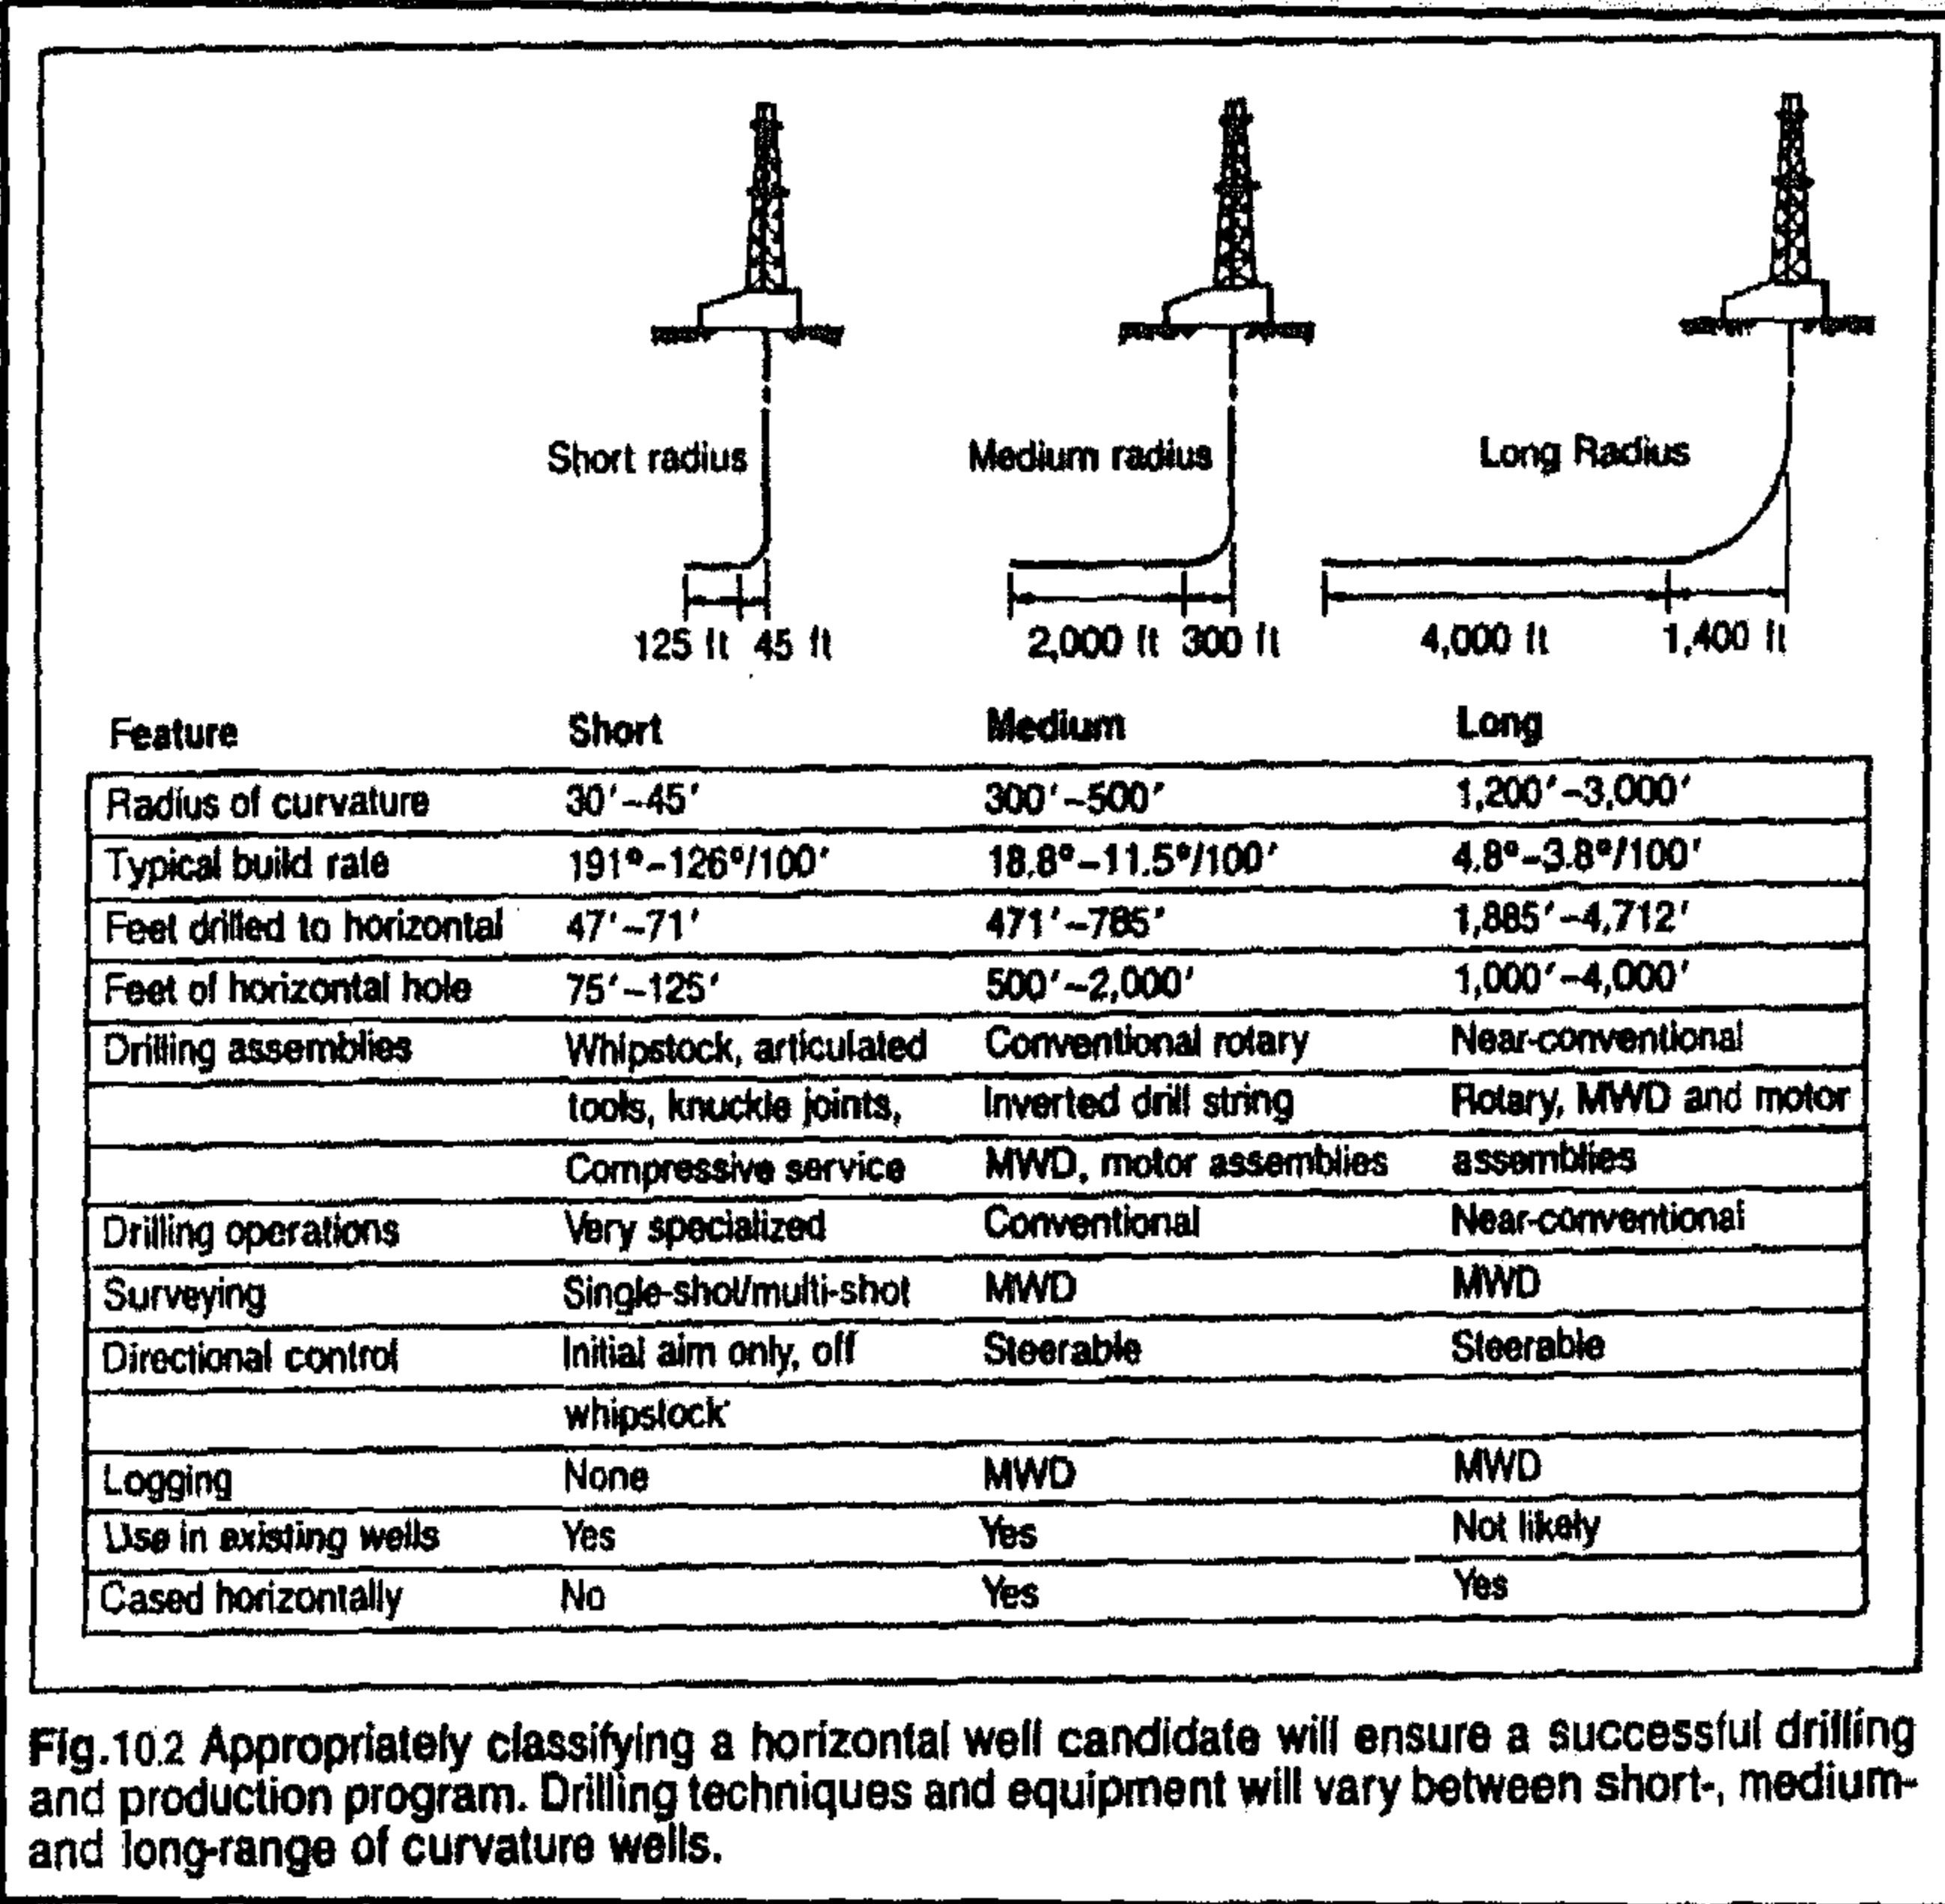 Short radius Medium radius Long Radius
125 ft 45 ft 2,000 ft 300 ft 4,000 ft 1,400 ft
Feature Short Medium Long
Radius of curvature 30'–45' 300'–500' 1,200'–3,000'
Typical build rate 191°–126°/100' 18.8°–11.5°/100' 4.8°–3.8°/100'
Feet drilled to horizontal 47'–71' 471'–785' 1,885'–4,712'
Feet of horizontal hole 75'–125' 500'–2,000' 1,000'–4,000'
Drilling assemblies Whipstock, articulated Conventional rotary Near-conventional
tools, knuckle joints, Inverted drill string Rotary, MWD and motor
Compressive service MWD, motor assemblies assemblies
Drilling operations Very specialized Conventional Near-conventional
Surveying Single-shot/multi-shot MWD MWD
Directional control Initial aim only, off Steerable Steerable
whipstock
Logging None MWD MWD
Use in existing wells Yes Yes Not likely
Cased horizontally No Yes Yes
Fig.10.2 Appropriately classifying a horizontal well candidate will ensure a successful drilling
and production program. Drilling techniques and equipment will vary between short-, medium-
and long-range of curvature wells.